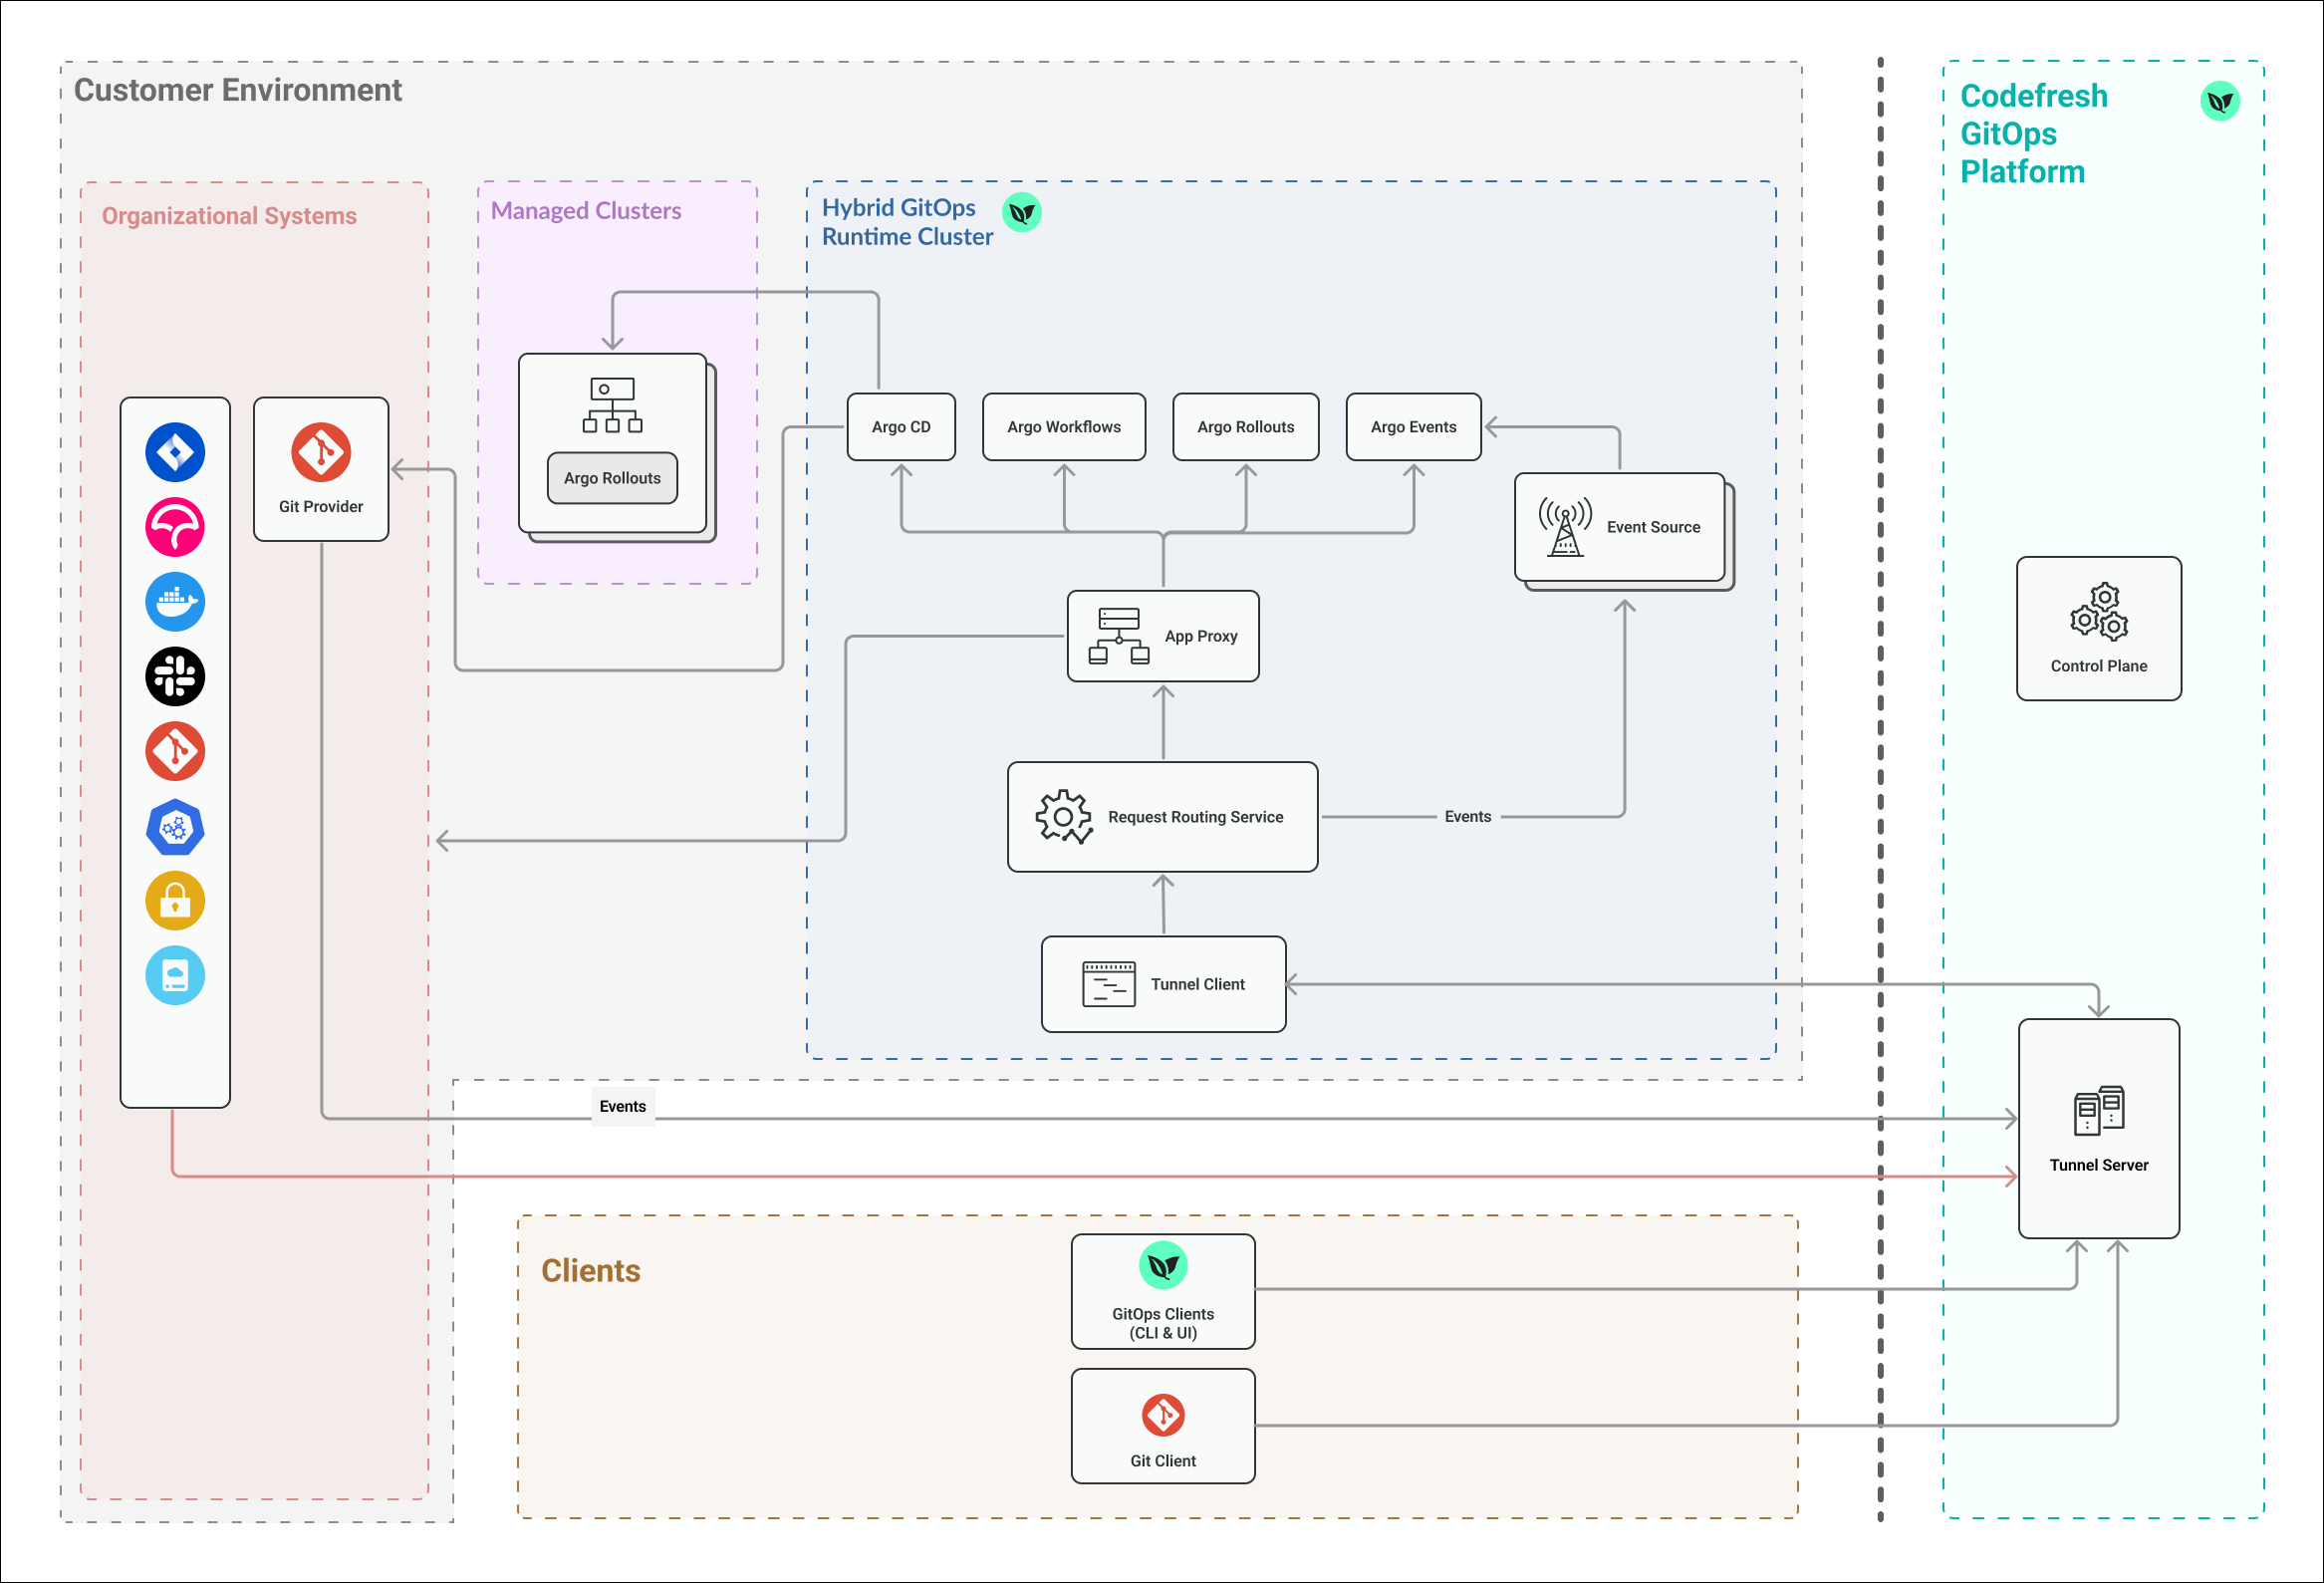 Customer Environment
Codefresh
GitOps
Platform
Organizational Systems
Managed Clusters
Hybrid GitOps
Runtime Cluster
Argo CD
Argo Workflows
Argo Rollouts
Argo Events
Git Provider
Argo Rollouts
Event Source
App Proxy
Control Plane
Request Routing Service
Events
Tunnel Client
Events
Tunnel Server
Clients
GitOps Clients
(CLI & UI)
Git Client